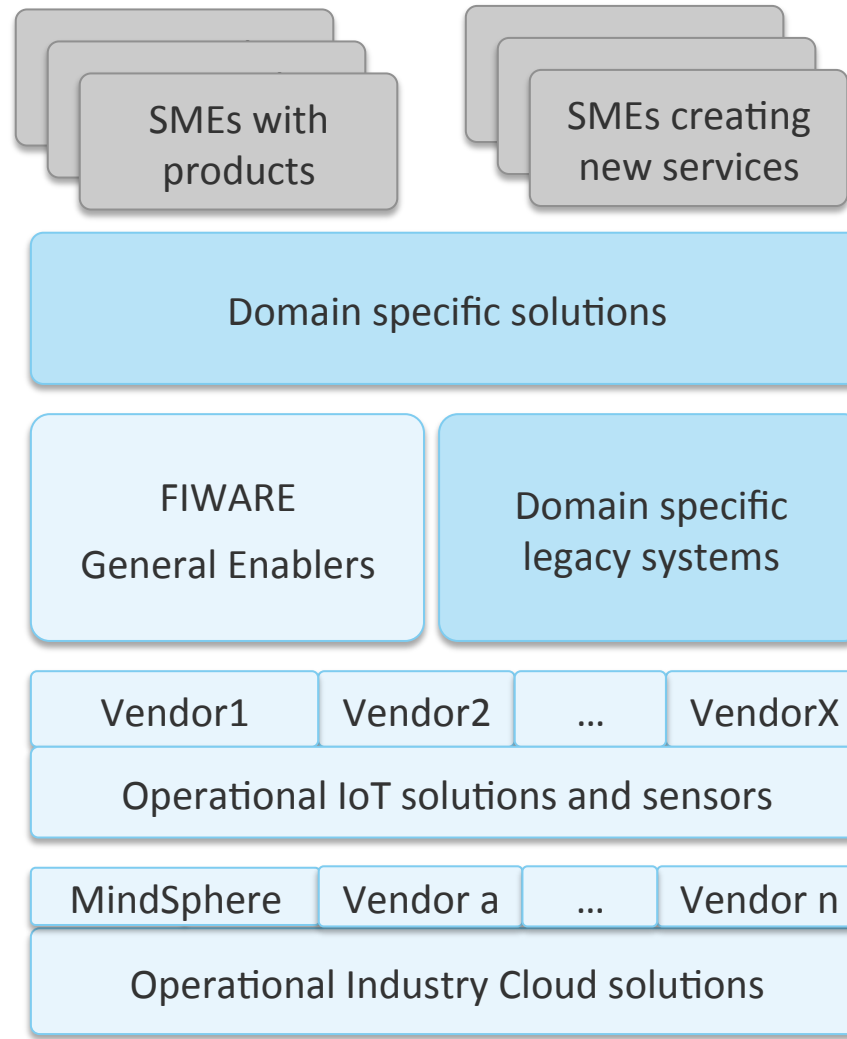 SMEs with
products
SMEs creating
new services
Domain specific solutions
FIWARE
General Enablers
Domain specific
legacy systems
Vendor1
Vendor2
...
VendorX
Operational IoT solutions and sensors
MindSphere
Vendor a
...
Vendor n
Operational Industry Cloud solutions